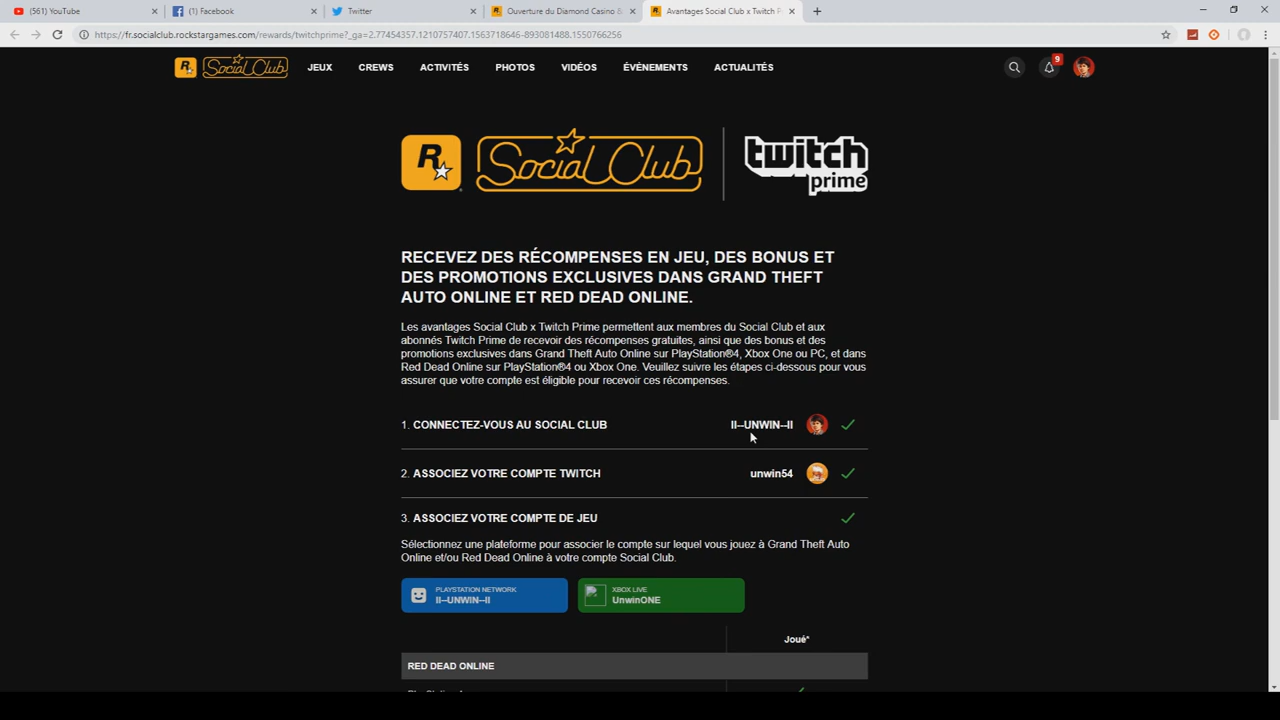 (561) YouTube
(1) Facebook
Twitter
Ouverture du Diamond Casino &
Avantages Social Club x Twitch P
https://fr.socialclub.rockstargames.com/rewards/twitchprime?_ga=2.77454357.1210757407.1563718646-893081488.1550766256
R Social Club
JEUX
CREWS
ACTIVITÉS
PHOTOS
VIDÉOS
ÉVÉNEMENTS
ACTUALITÉS
9
R Social Club
twitch
prime
RECEVEZ DES RÉCOMPENSES EN JEU, DES BONUS ET
DES PROMOTIONS EXCLUSIVES DANS GRAND THEFT
AUTO ONLINE ET RED DEAD ONLINE.
Les avantages Social Club x Twitch Prime permettent aux membres du Social Club et aux
abonnés Twitch Prime de recevoir des récompenses gratuites, ainsi que des bonus et des
promotions exclusives dans Grand Theft Auto Online sur PlayStation®4, Xbox One ou PC, et dans
Red Dead Online sur PlayStation®4 ou Xbox One. Veuillez suivre les étapes ci-dessous pour vous
assurer que votre compte est éligible pour recevoir ces récompenses.
1. CONNECTEZ-VOUS AU SOCIAL CLUB
II--UNWIN--II
2. ASSOCIEZ VOTRE COMPTE TWITCH
unwin54
3. ASSOCIEZ VOTRE COMPTE DE JEU
Sélectionnez une plateforme pour associer le compte sur lequel vous jouez à Grand Theft Auto
Online et/ou Red Dead Online à votre compte Social Club.
PLAYSTATION NETWORK
II--UNWIN--II
XBOX LIVE
UnwinONE
Joué*
RED DEAD ONLINE